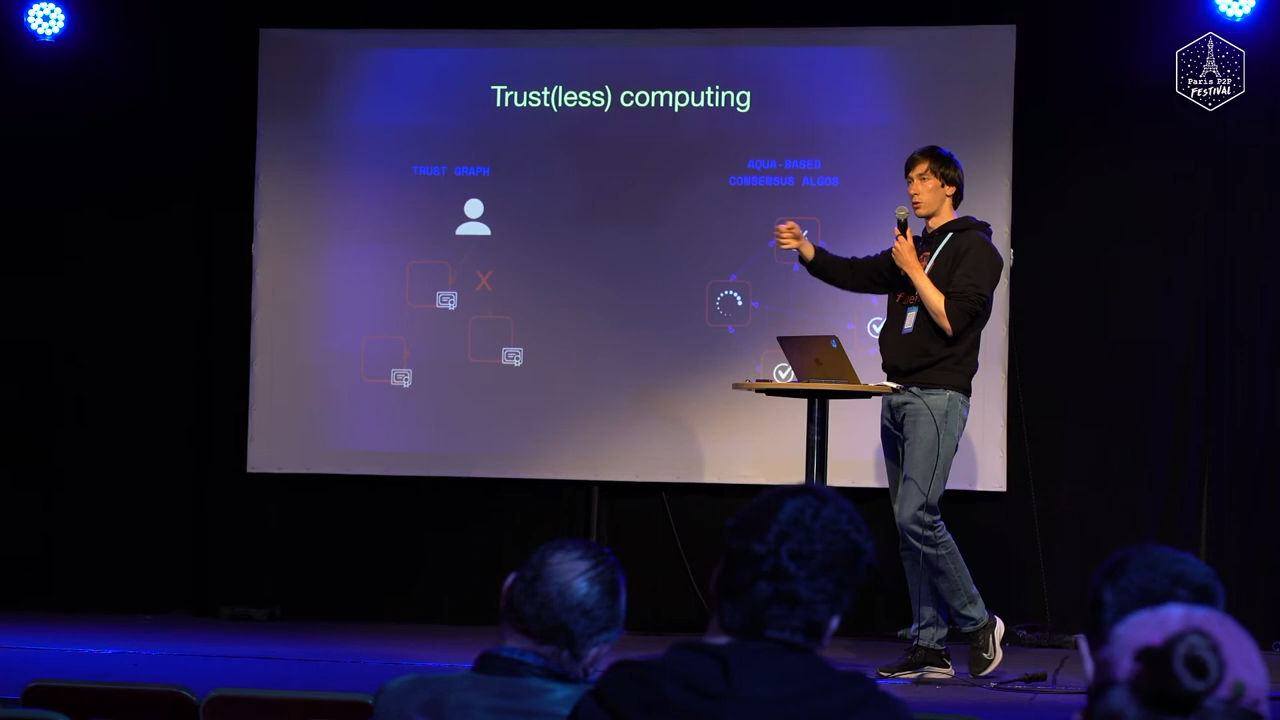 Trust(less) computing
TRUST GRAPH
AQUA-BASED
CONSENSUS ALGOS
X
Paris P2P
FESTIVAL